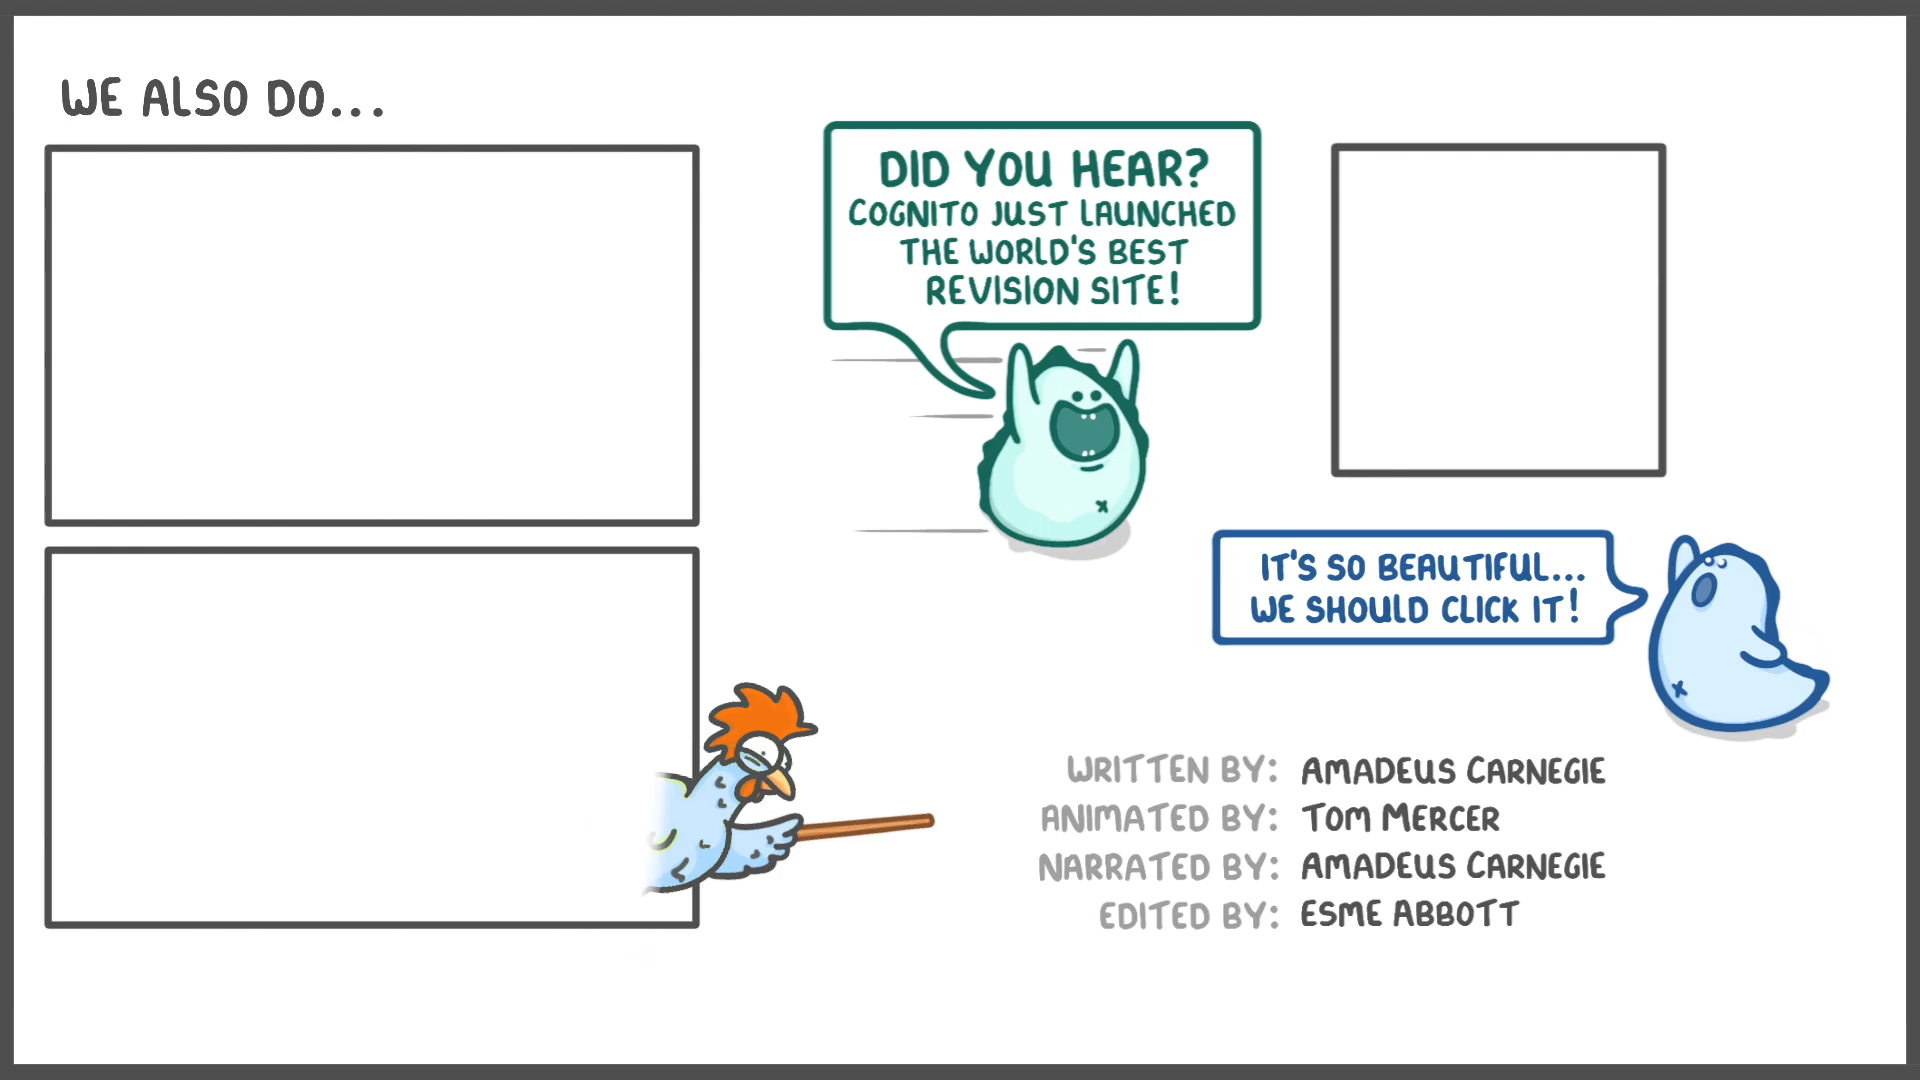 WE ALSO DO...
DID YOU HEAR?
COGNITO JUST LAUNCHED
THE WORLD'S BEST
REVISION SITE!
IT'S SO BEAUTIFUL...
WE SHOULD CLICK IT!
WRITTEN BY: AMADEUS CARNEGIE
ANIMATED BY: TOM MERCER
NARRATED BY: AMADEUS CARNEGIE
EDITED BY: ESME ABBOTT